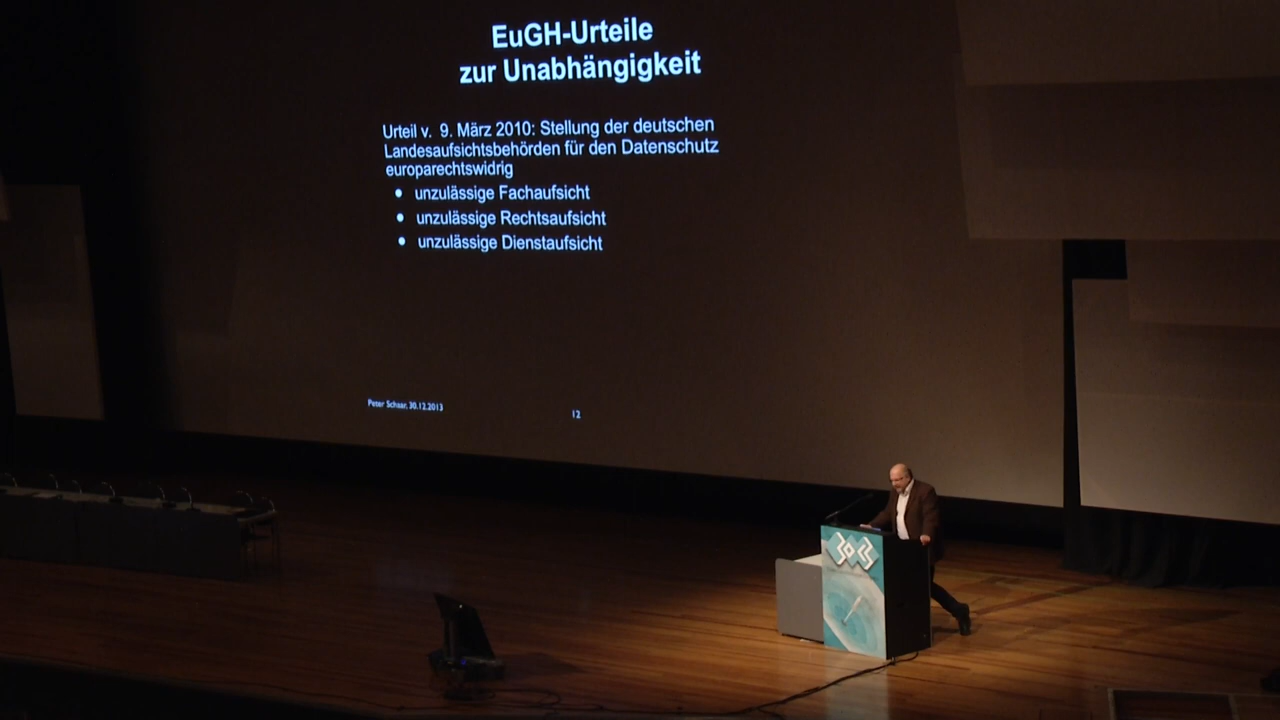 EuGH-Urteile
zur Unabhängigkeit
Urteil v. 9. März 2010: Stellung der deutschen
Landesaufsichtsbehörden für den Datenschutz
europarechtswidrig
• unzulässige Fachaufsicht
• unzulässige Rechtsaufsicht
• unzulässige Dienstaufsicht
Peter Schaar, 30.12.2013
12
30C3